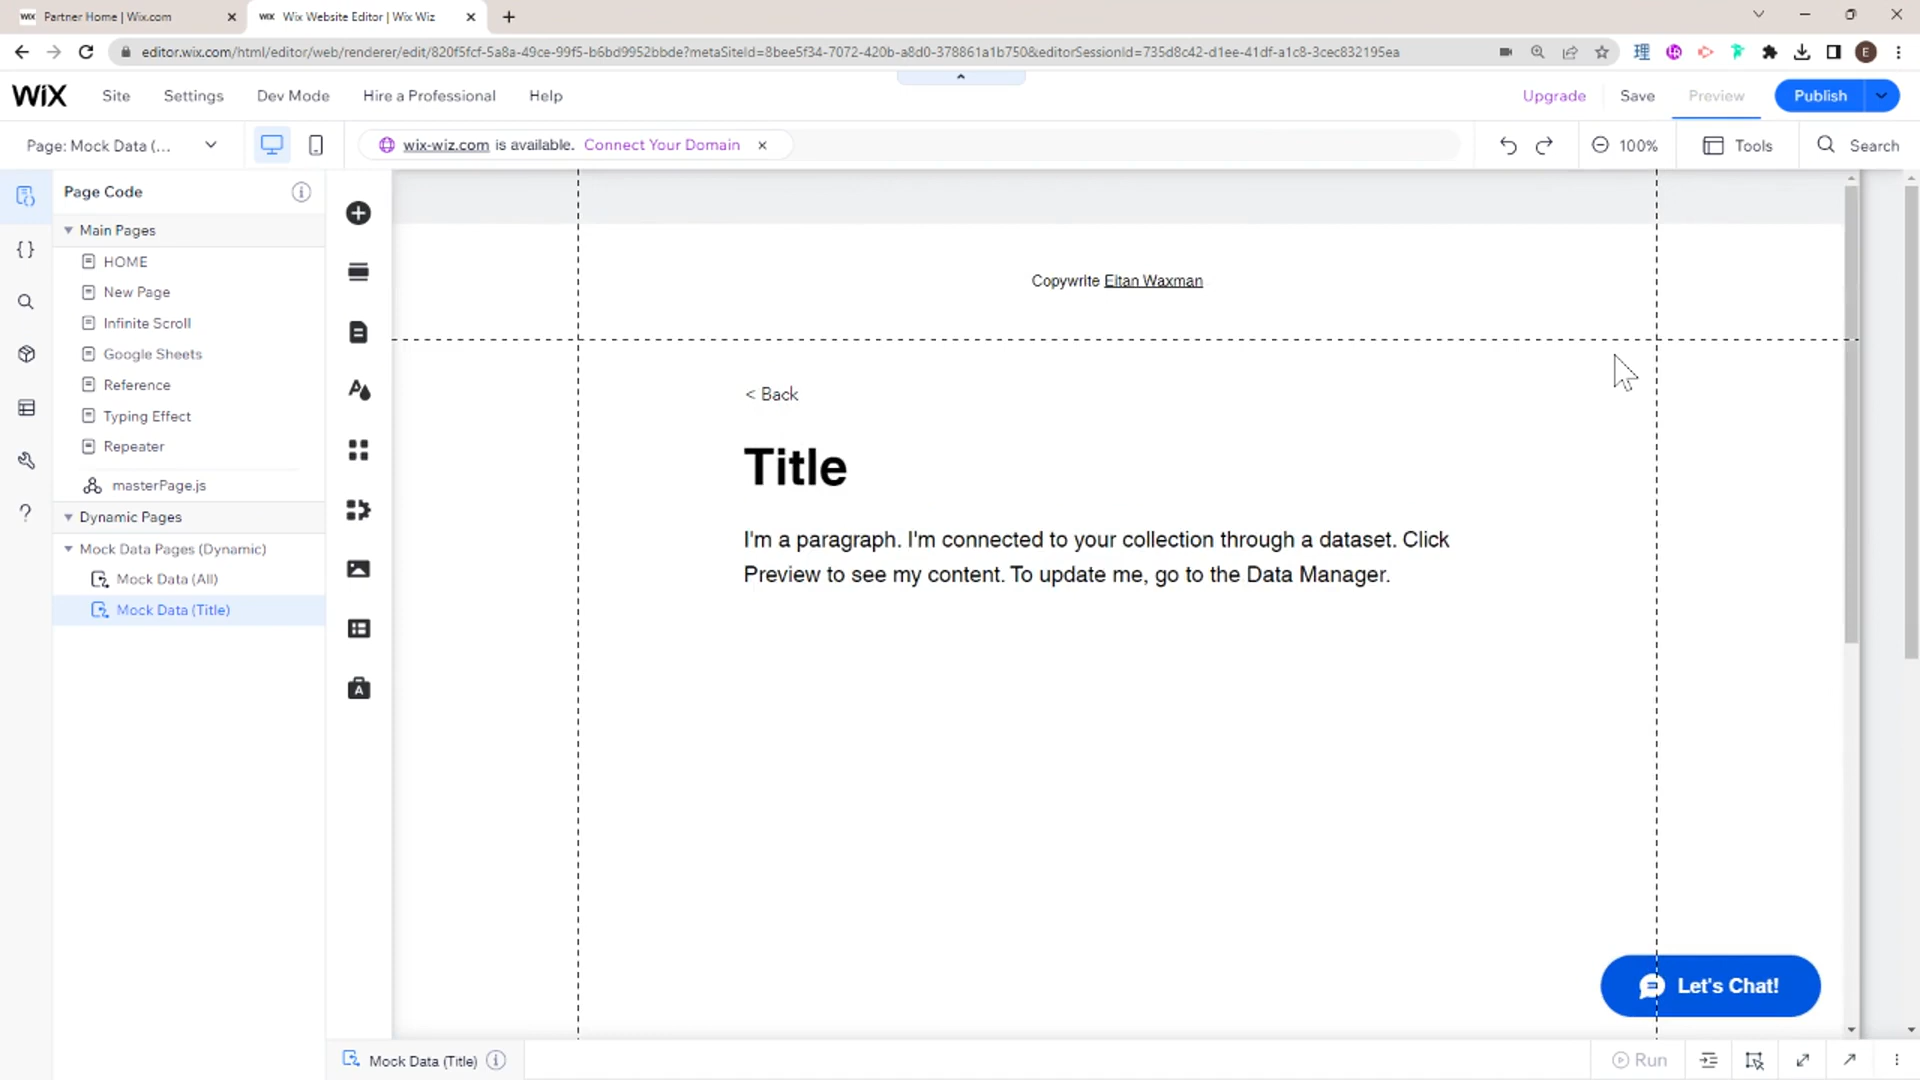 WiX Partner Home | Wix.com
WiX Wix Website Editor | Wix Wiz
editor.wix.com/html/editor/web/renderer/edit/820f5fcf-5a8a-49ce-99f5-b6bd9952bbde?metaSiteId=8bee5f34-7072-420b-a8d0-378861a1b750&editorSessionId=735d8c42-d1ee-41df-a1c8-3cec832195ea
理
E
WiX Site Settings Dev Mode Hire a Professional Help Upgrade Save Preview Publish
Page: Mock Data (... wix-wiz.com is available. Connect Your Domain 100% Tools Search
Page Code
Main Pages
HOME
New Page
Infinite Scroll
Google Sheets
Reference
Typing Effect
Repeater
masterPage.js
Dynamic Pages
Mock Data Pages (Dynamic)
Mock Data (All)
Mock Data (Title)
Copywrite Eitan Waxman
< Back
Title
I'm a paragraph. I'm connected to your collection through a dataset. Click
Preview to see my content. To update me, go to the Data Manager.
Let's Chat!
Mock Data (Title)
Run